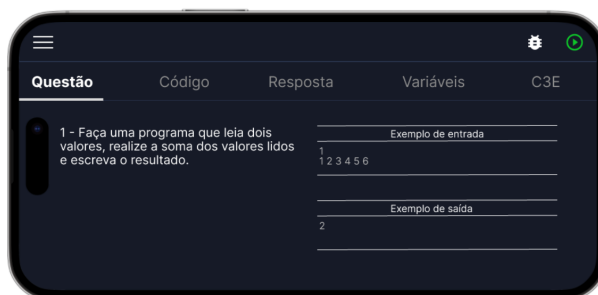 Questão Código Resposta Variáveis C3E
1 - Faça uma programa que leia dois
valores, realize a soma dos valores lidos
e escreva o resultado.
Exemplo de entrada
1
1 2 3 4 5 6
Exemplo de saída
2